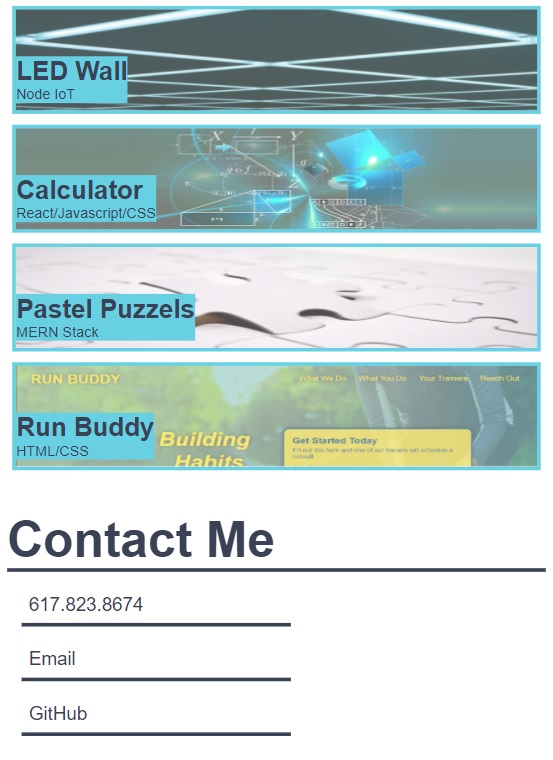 LED Wall
Node IoT
X
Y
Z
Calculator
React/Javascript/CSS
Pastel Puzzels
MERN Stack
RUN BUDDY
What We Do What You Do Your Trainers Reach Out
Run Buddy
HTML/CSS
Building
Habits
Get Started Today
Fill out this form and one of our trainers will schedule a
consult.
Contact Me
617.823.8674
Email
GitHub